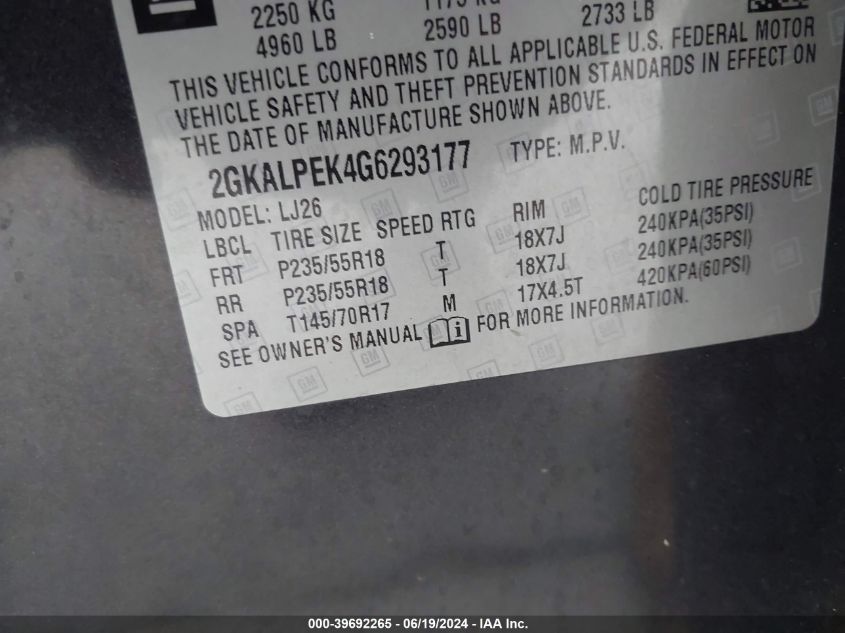 2250 KG 1175 KG
4960 LB 2590 LB 2733 LB
THIS VEHICLE CONFORMS TO ALL APPLICABLE U.S. FEDERAL MOTOR
VEHICLE SAFETY AND THEFT PREVENTION STANDARDS IN EFFECT ON
THE DATE OF MANUFACTURE SHOWN ABOVE.
2GKALPEK4G6293177 TYPE: M.P.V.
MODEL: LJ26
LBCL TIRE SIZE SPEED RTG RIM COLD TIRE PRESSURE
FRT P235/55R18 T 18X7J 240KPA(35PSI)
RR P235/55R18 T 18X7J 240KPA(35PSI)
SPA T145/70R17 M 17X4.5T 420KPA(60PSI)
SEE OWNER'S MANUAL FOR MORE INFORMATION.
000-39692265 - 06/19/2024 - IAA Inc.